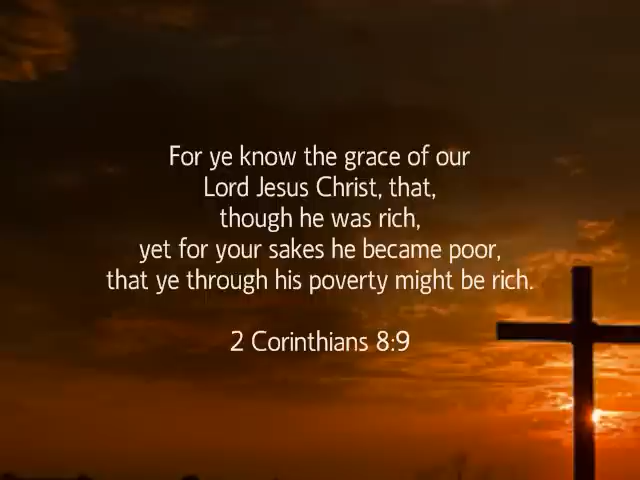 For ye know the grace of our
Lord Jesus Christ, that,
though he was rich,
yet for your sakes he became poor,
that ye through his poverty might be rich.
2 Corinthians 8:9